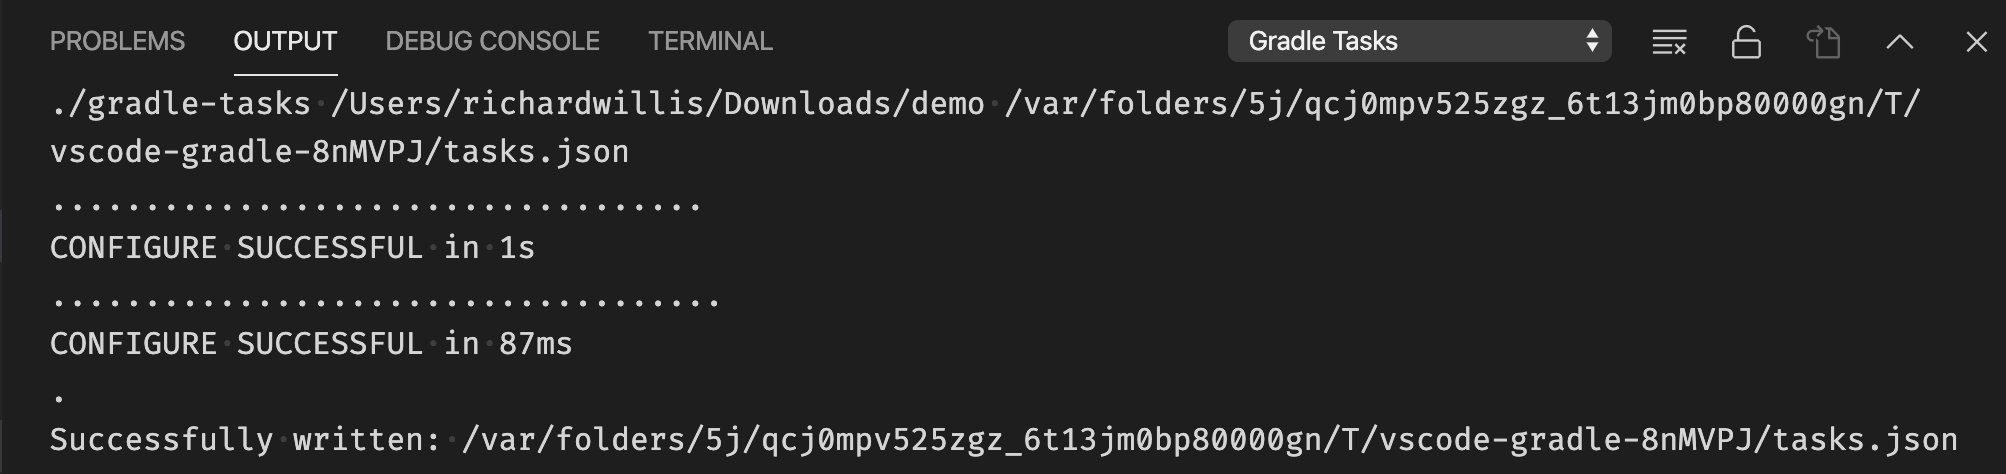 PROBLEMS OUTPUT DEBUG CONSOLE TERMINAL Gradle Tasks
./gradle-tasks /Users/richardwillis/Downloads/demo /var/folders/5j/qcj0mpv525zgz_6t13jm0bp80000gn/T/
vscode-gradle-8nMVPJ/tasks.json
...................................
CONFIGURE SUCCESSFUL in 1s
....................................
CONFIGURE SUCCESSFUL in 87ms
.
Successfully written: /var/folders/5j/qcj0mpv525zgz_6t13jm0bp80000gn/T/vscode-gradle-8nMVPJ/tasks.json